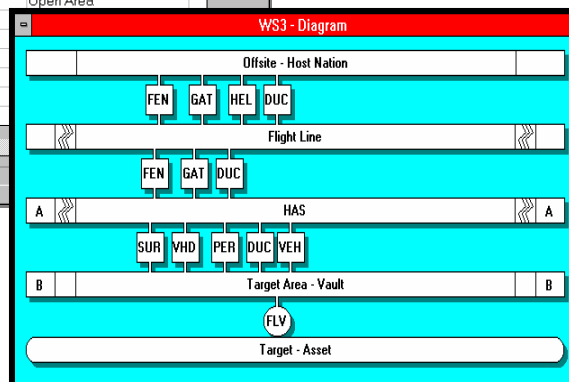 Open Area
WS3 - Diagram
Offsite - Host Nation
FEN GAT HEL DUC
Flight Line
FEN GAT DUC
A HAS A
SUR VHD PER DUC VEH
B Target Area - Vault B
FLV
Target - Asset